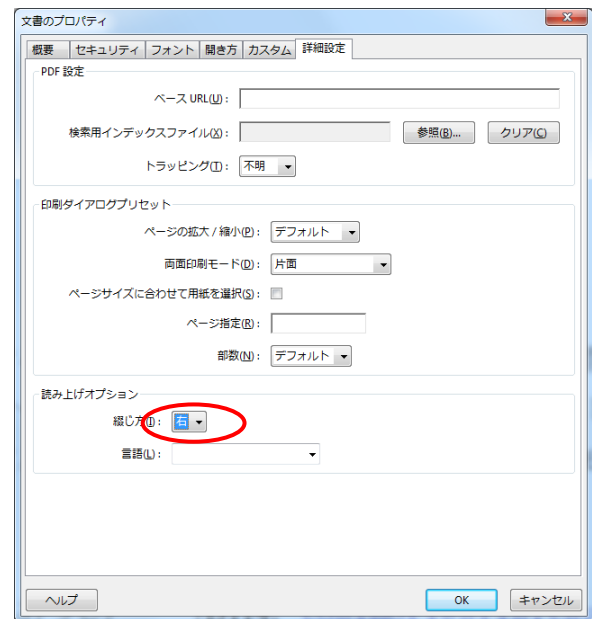 文書のプロパティ
概要 セキュリティ フォント 開き方 カスタム 詳細設定
PDF 設定
ベース URL(U):
検索用インデックスファイル(X): 参照(B)... クリア(C)
トラッピング(T): 不明
印刷ダイアログプリセット
ページの拡大 / 縮小(P): デフォルト
両面印刷モード(D): 片面
ページサイズに合わせて用紙を選択(S):
ページ指定(R):
部数(N): デフォルト
読み上げオプション
綴じ方(I): 右
言語(L):
ヘルプ OK キャンセル